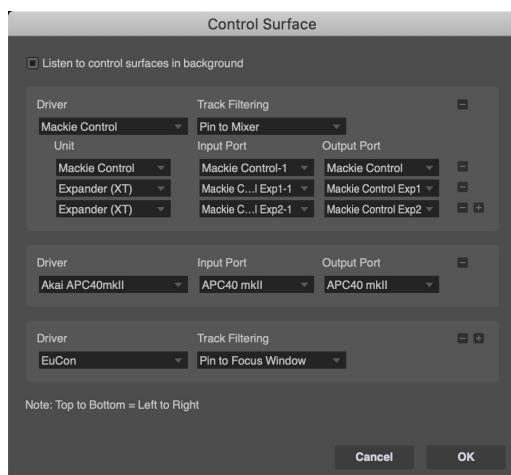 Control Surface
Listen to control surfaces in background
Driver Track Filtering
Mackie Control Pin to Mixer
Unit Input Port Output Port
Mackie Control Mackie Control-1 Mackie Control
Expander (XT) Mackie C...l Exp1-1 Mackie Control Exp1
Expander (XT) Mackie C...l Exp2-1 Mackie Control Exp2
Driver Input Port Output Port
Akai APC40mkII APC40 mkII APC40 mkII
Driver Track Filtering
EuCon Pin to Focus Window
Note: Top to Bottom = Left to Right
Cancel OK